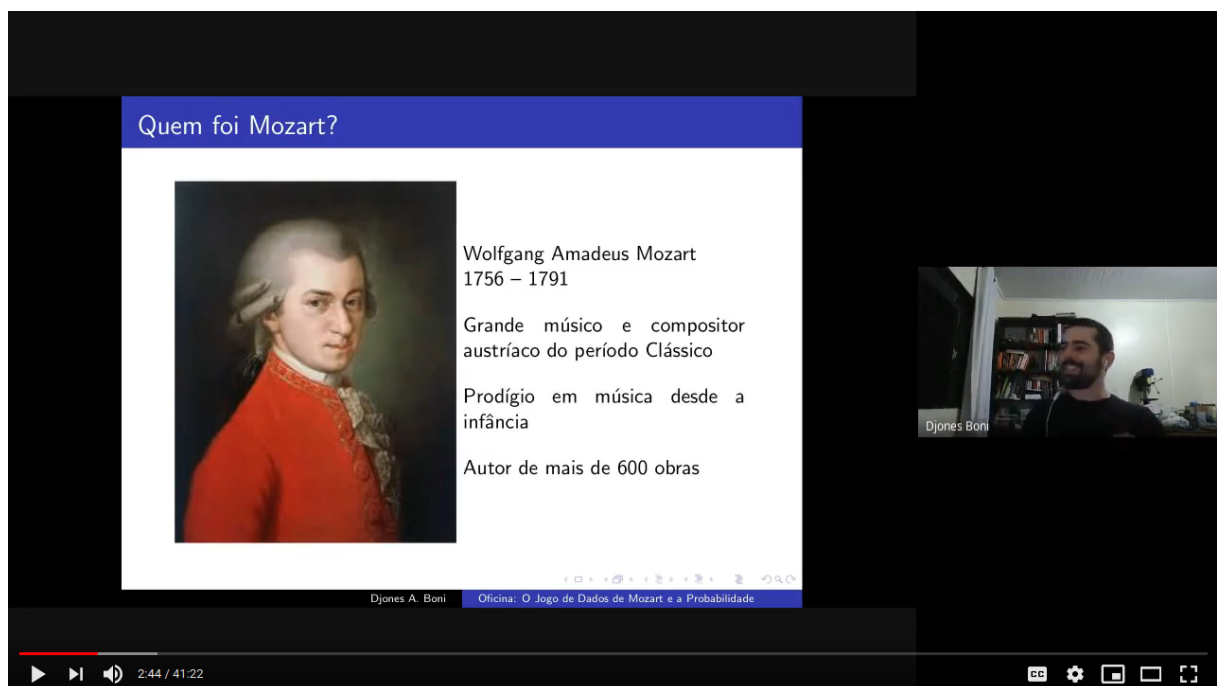 Quem foi Mozart?
Wolfgang Amadeus Mozart
1756 – 1791
Grande músico e compositor
austríaco do período Clássico
Prodígio em música desde a
infância
Autor de mais de 600 obras
Djones A. Boni
Oficina: O Jogo de Dados de Mozart e a Probabilidade
Djones Boni
2:44 / 41:22
CC